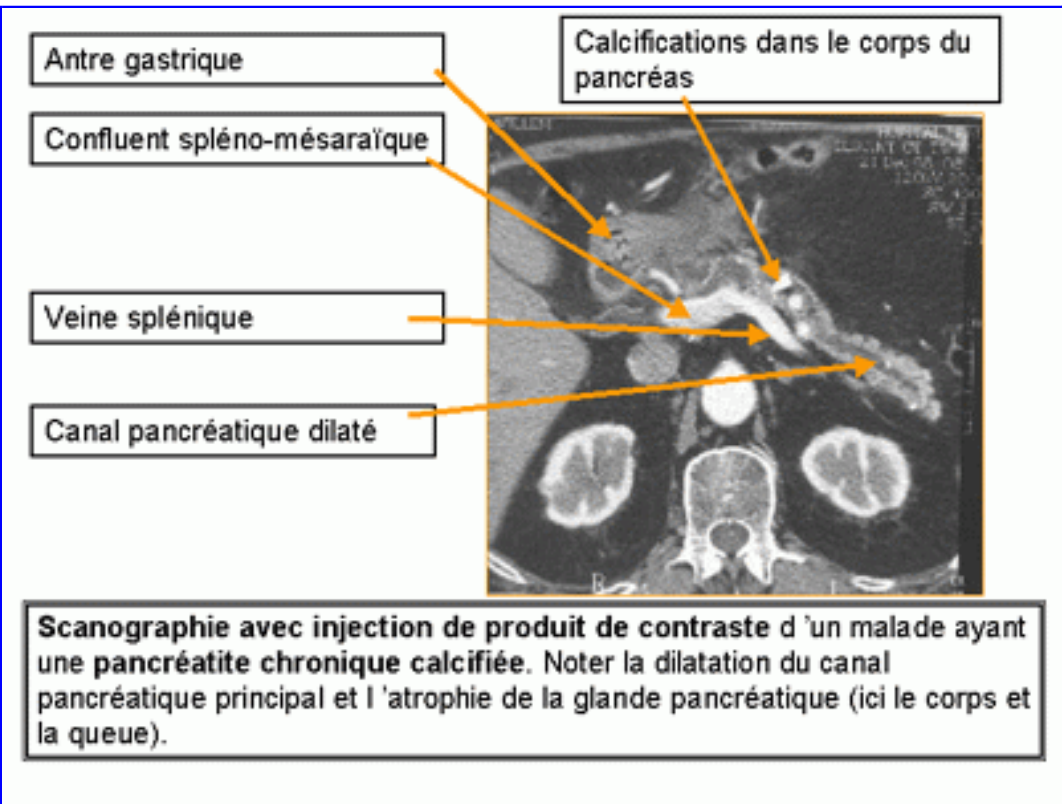 Antre gastrique
Calcifications dans le corps du
pancréas
Confluent spléno-mésaraïque
Veine splénique
Canal pancréatique dilaté
R
Scanographie avec injection de produit de contraste d 'un malade ayant
une pancréatite chronique calcifiée. Noter la dilatation du canal
pancréatique principal et l 'atrophie de la glande pancréatique (ici le corps et
la queue).